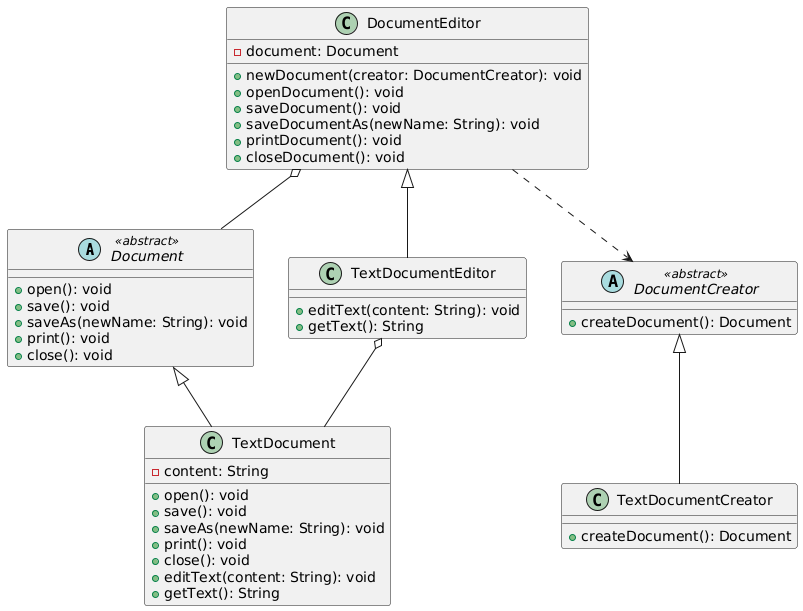 C DocumentEditor
document: Document
newDocument(creator: DocumentCreator): void
openDocument(): void
saveDocument(): void
saveDocumentAs(newName: String): void
printDocument(): void
closeDocument(): void
A «abstract»
Document
open(): void
save(): void
saveAs(newName: String): void
print(): void
close(): void
C TextDocumentEditor
editText(content: String): void
getText(): String
A «abstract»
DocumentCreator
createDocument(): Document
C TextDocument
content: String
open(): void
save(): void
saveAs(newName: String): void
print(): void
close(): void
editText(content: String): void
getText(): String
C TextDocumentCreator
createDocument(): Document